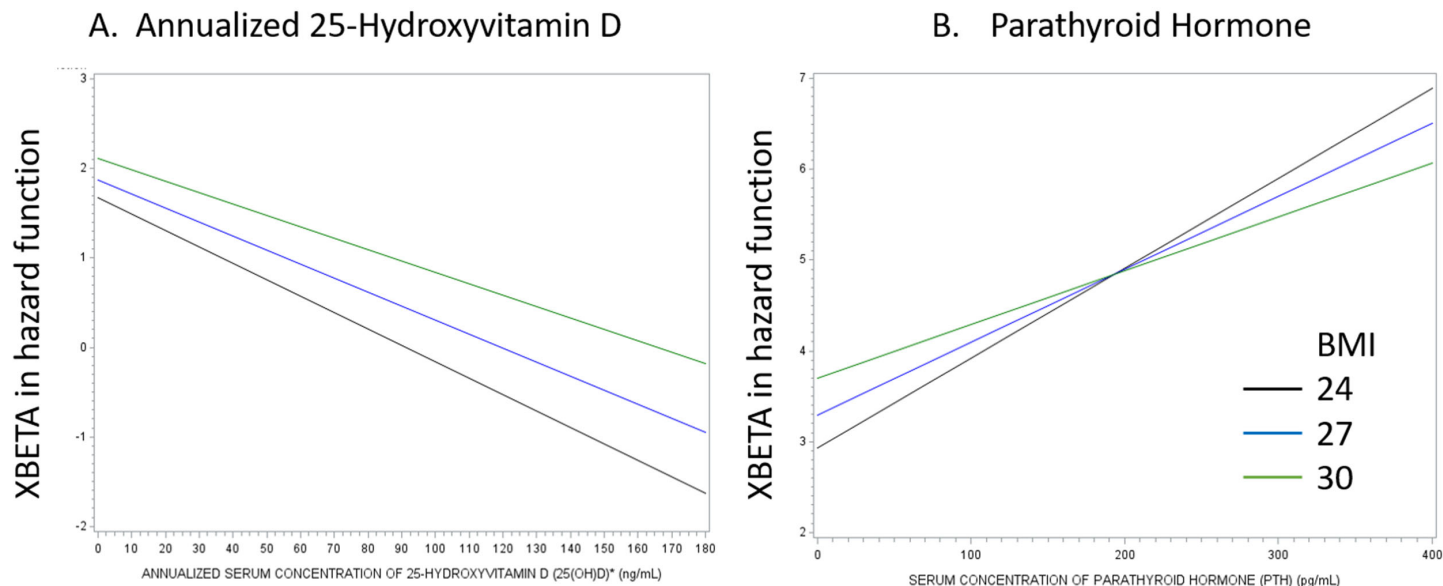 A. Annualized 25-Hydroxyvitamin D
XBETA in hazard function
3
2
1
0
-1
-2
0 10 20 30 40 50 60 70 80 90 100 110 120 130 140 150 160 170 180
ANNUALIZED SERUM CONCENTRATION OF 25-HYDROXYVITAMIN D (25(OH)D)* (ng/mL)
B. Parathyroid Hormone
XBETA in hazard function
7
6
5
4
3
2
BMI
24
27
30
0 100 200 300 400
SERUM CONCENTRATION OF PARATHYROID HORMONE (PTH) (pg/mL)